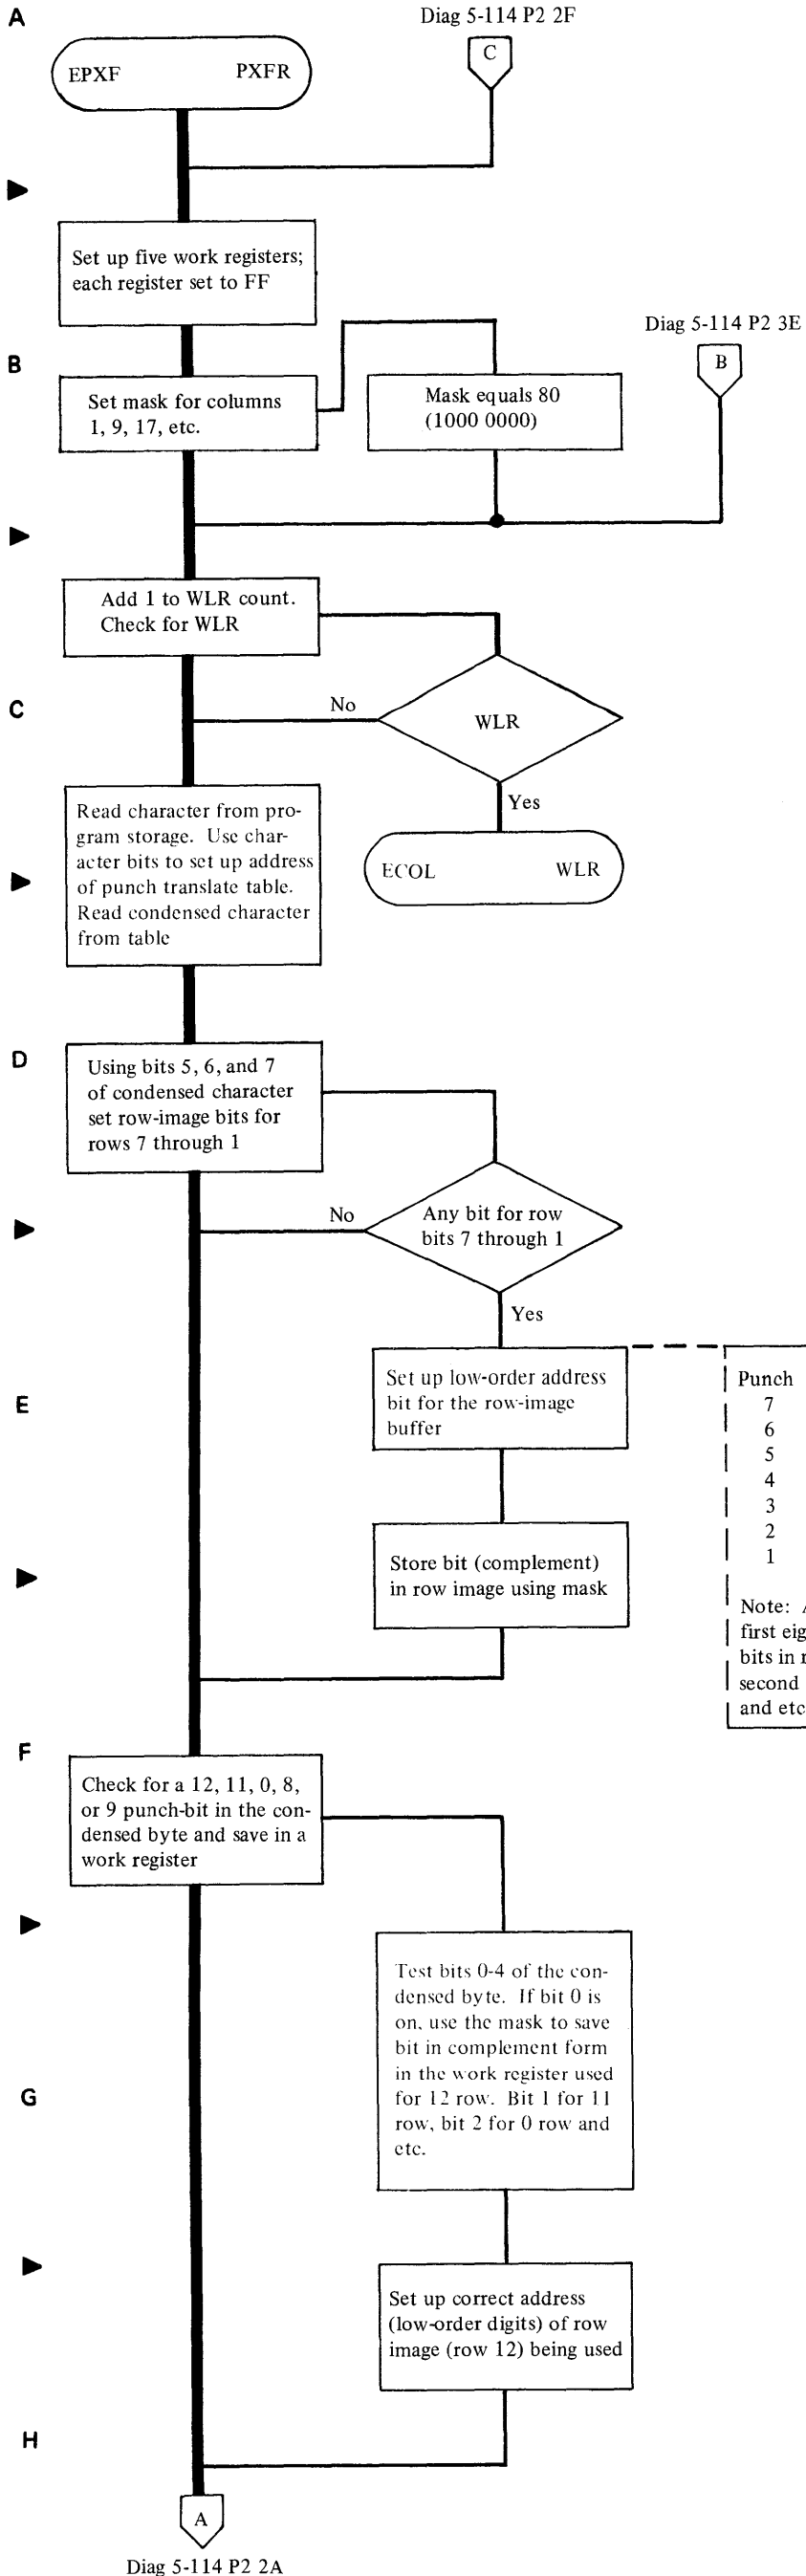 A
Diag 5-114 P2 2F
C
EPXF PXFR
Set up five work registers;
each register set to FF
Diag 5-114 P2 3E
B
B
Set mask for columns
1, 9, 17, etc.
Mask equals 80
(1000 0000)
Add 1 to WLR count.
Check for WLR
C
No
WLR
Yes
ECOL WLR
Read character from pro-
gram storage. Use char-
acter bits to set up address
of punch translate table.
Read condensed character
from table
D
Using bits 5, 6, and 7
of condensed character
set row-image bits for
rows 7 through 1
No
Any bit for row
bits 7 through 1
Yes
E
Set up low-order address
bit for the row-image
buffer
Punch
7
6
5
4
3
2
1
Store bit (complement)
in row image using mask
Note:
first eig
bits in
second
and etc
F
Check for a 12, 11, 0, 8,
or 9 punch-bit in the con-
densed byte and save in a
work register
Test bits 0-4 of the con-
densed byte. If bit 0 is
on, use the mask to save
bit in complement form
in the work register used
for 12 row. Bit 1 for 11
row, bit 2 for 0 row and
etc.
G
Set up correct address
(low-order digits) of row
image (row 12) being used
H
A
Diag 5-114 P2 2A